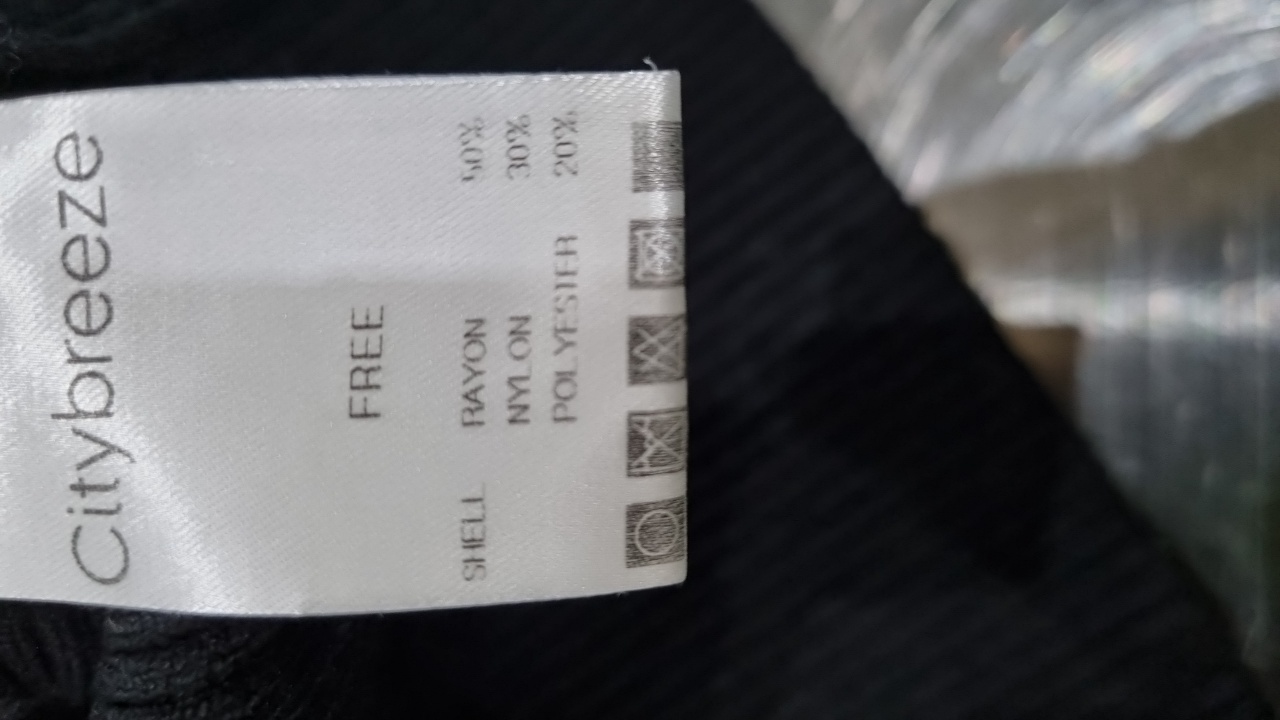 Citybreeze
FREE
SHELL RAYON 50%
NYLON 30%
POLYESTER 20%